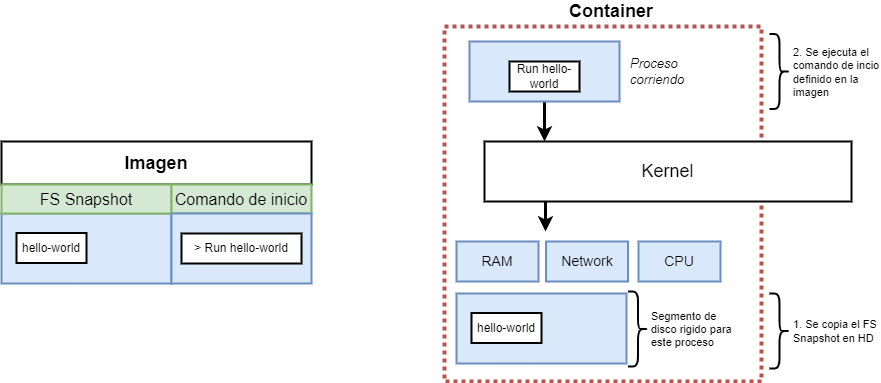 Imagen
FS Snapshot
Comando de inicio
hello-world
> Run hello-world
Container
Run hello-
world
Proceso
corriendo
2. Se ejecuta el
comando de incio
definido en la
imagen
Kernel
RAM
Network
CPU
hello-world
Segmento de
disco rigido para
este proceso
1. Se copia el FS
Snapshot en HD